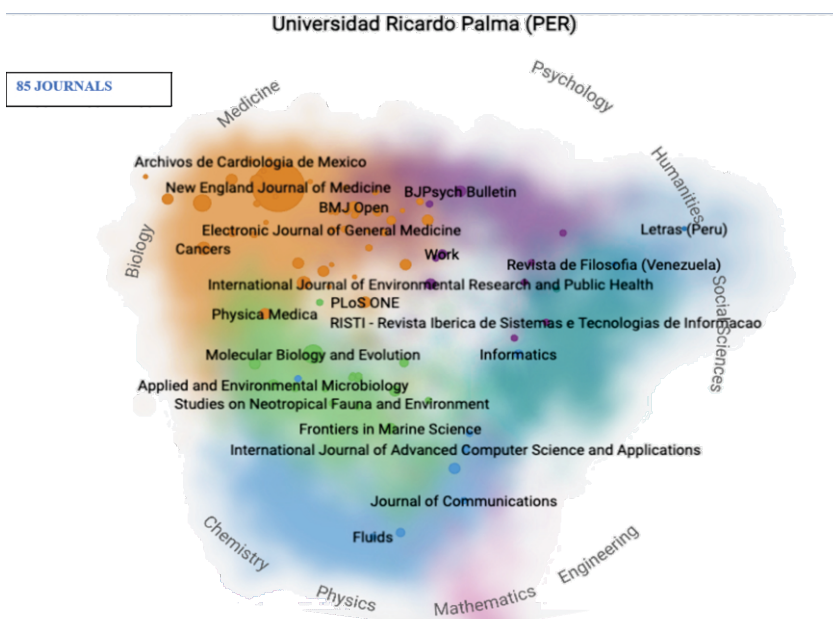 Universidad Ricardo Palma (PER)
85 JOURNALS
Medicine
Psychology
Archivos de Cardiologia de Mexico
New England Journal of Medicine
BJPsych Bulletin
Humanities
BMJ Open
Electronic Journal of General Medicine
Letras (Peru)
Biology
Cancers
Work
Revista de Filosofia (Venezuela)
International Journal of Environmental Research and Public Health
PLoS ONE
Physica Medica
RISTI - Revista Iberica de Sistemas e Tecnologias de Informacao
Social Sciences
Molecular Biology and Evolution
Informatics
Applied and Environmental Microbiology
Studies on Neotropical Fauna and Environment
Frontiers in Marine Science
International Journal of Advanced Computer Science and Applications
Journal of Communications
Fluids
Chemistry
Engineering
Physics
Mathematics